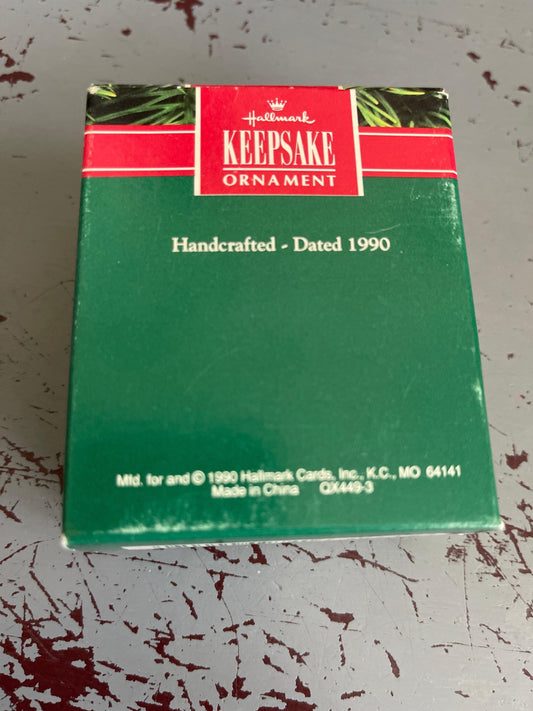 Hallmark
KEEPSAKE
ORNAMENT
Handcrafted - Dated 1990
Mfd. for and © 1990 Hallmark Cards, Inc., K.C., MO 64141
Made in China QX449-3